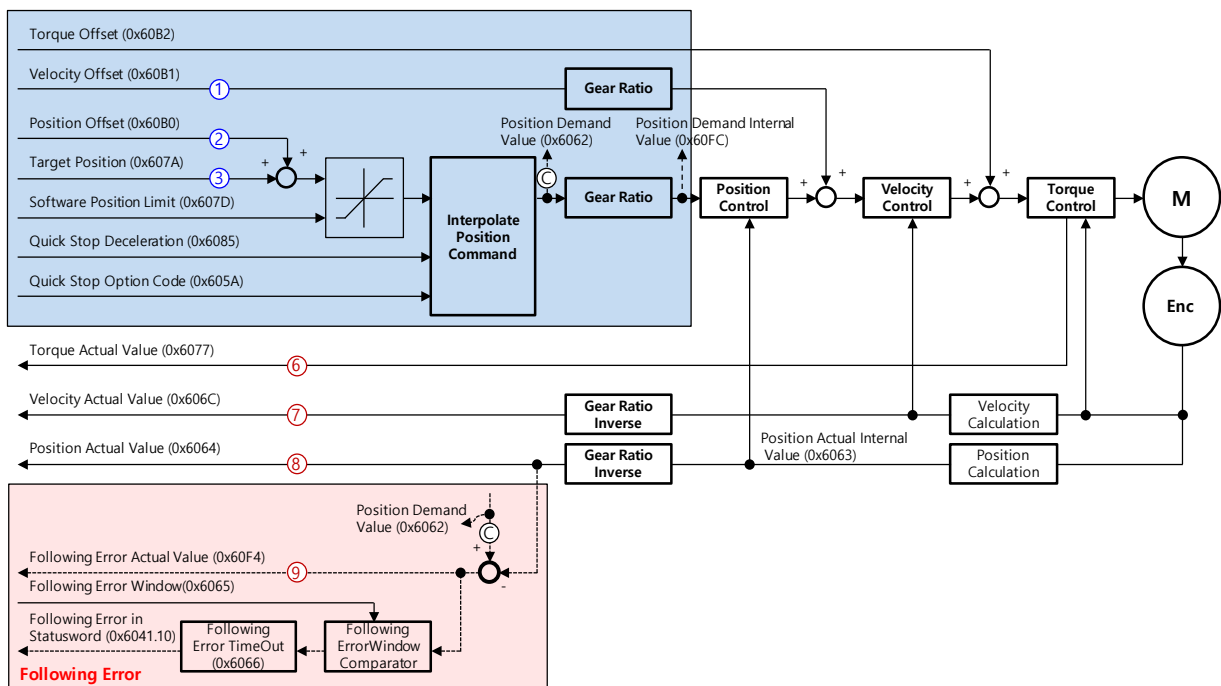 Torque Offset (0x60B2)
Velocity Offset (0x60B1)
1
Gear Ratio
Position Offset (0x60B0)
2
Position Demand
Value (0x6062)
Position Demand Internal
Value (0x60FC)
Target Position (0x607A)
3
+
+
C
Gear Ratio
Software Position Limit (0x607D)
Interpolate
Position
Command
Position
Control
+
+
Velocity
Control
+
+
Torque
Control
M
Quick Stop Deceleration (0x6085)
Quick Stop Option Code (0x605A)
Enc
Torque Actual Value (0x6077)
6
Velocity Actual Value (0x606C)
7
Gear Ratio
Inverse
Velocity
Calculation
Position Actual Value (0x6064)
8
Gear Ratio
Inverse
Position Actual Internal
Value (0x6063)
Position
Calculation
Position Demand
Value (0x6062)
C
+
-
Following Error Actual Value (0x60F4)
9
Following Error Window(0x6065)
Following Error in
Statusword (0x6041.10)
Following
Error TimeOut
(0x6066)
Following
ErrorWindow
Comparator
Following Error